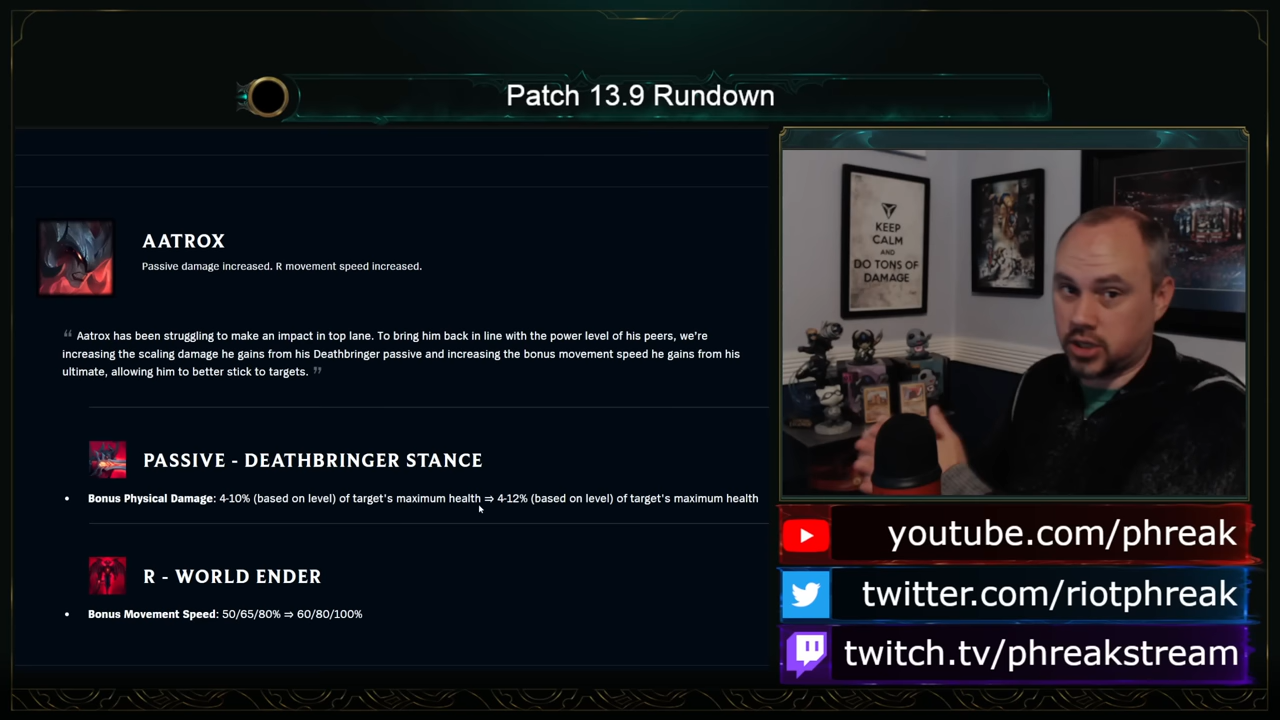 Patch 13.9 Rundown
AATROX
Passive damage increased. R movement speed increased.
“ Aatrox has been struggling to make an impact in top lane. To bring him back in line with the power level of his peers, we're
increasing the scaling damage he gains from his Deathbringer passive and increasing the bonus movement speed he gains from his
ultimate, allowing him to better stick to targets. ”
PASSIVE - DEATHBRINGER STANCE
• Bonus Physical Damage: 4-10% (based on level) of target's maximum health ⇒ 4-12% (based on level) of target's maximum health
R - WORLD ENDER
• Bonus Movement Speed: 50/65/80% ⇒ 60/80/100%
KEEP
CALM
AND
DO TONS OF
DAMAGE
youtube.com/phreak
twitter.com/riotphreak
twitch.tv/phreakstream